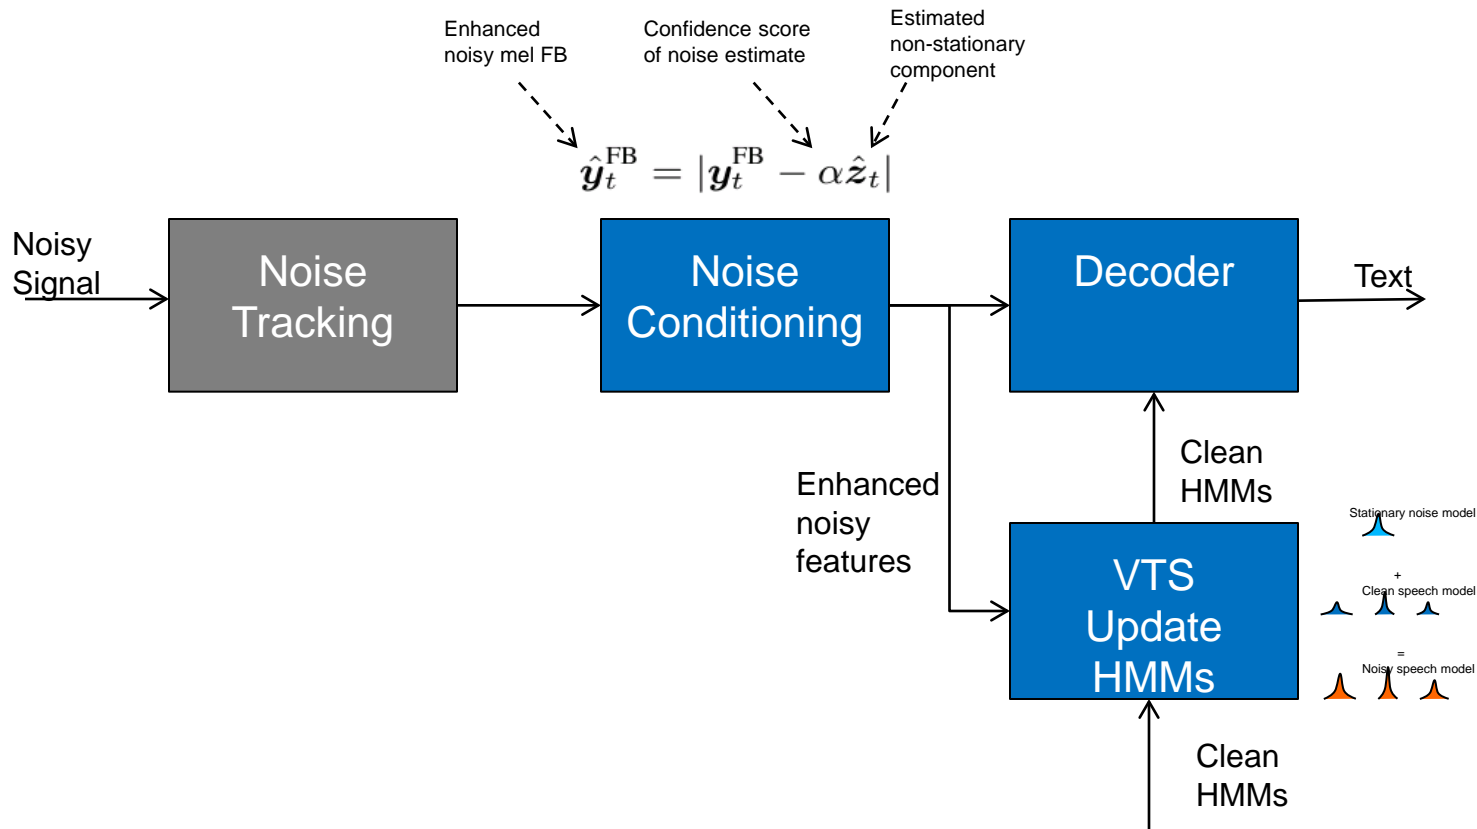 Enhanced
noisy mel FB
Confidence score
of noise estimate
Estimated
non-stationary
component
ŷ_t^FB = |y_t^FB − αẑ_t|
Noisy
Signal
Noise
Tracking
Noise
Conditioning
Decoder
Text
Enhanced
noisy
features
Clean
HMMs
VTS
Update
HMMs
Stationary noise model
+
Clean speech model
=
Noisy speech model
Clean
HMMs